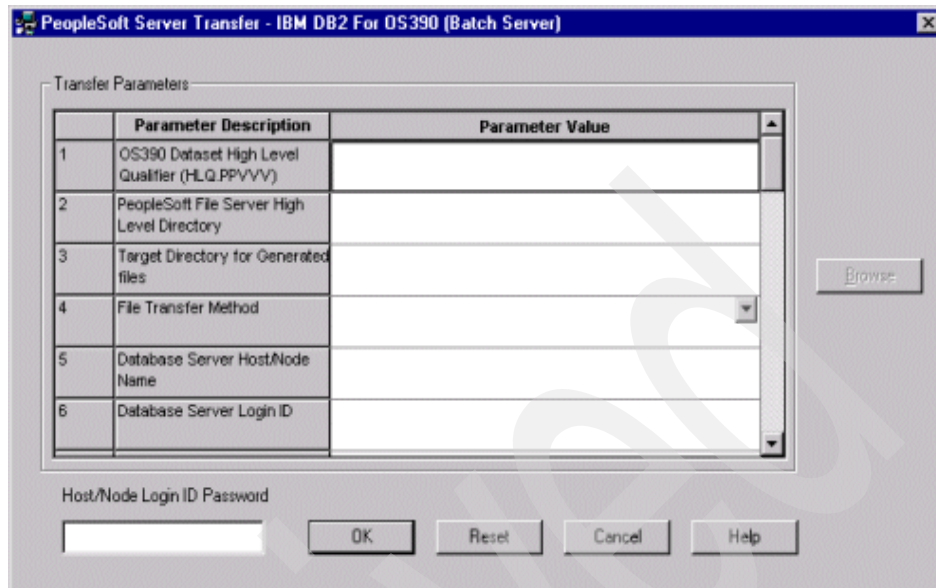 PeopleSoft Server Transfer - IBM DB2 For OS390 (Batch Server)
Transfer Parameters
Parameter Description Parameter Value
1 OS390 Dataset High Level
Qualifier (HLQ.PPVVV)
2 PeopleSoft File Server High
Level Directory
3 Target Directory for Generated
files
4 File Transfer Method
5 Database Server Host/Node
Name
6 Database Server Login ID
Browse
Host/Node Login ID Password
OK Reset Cancel Help